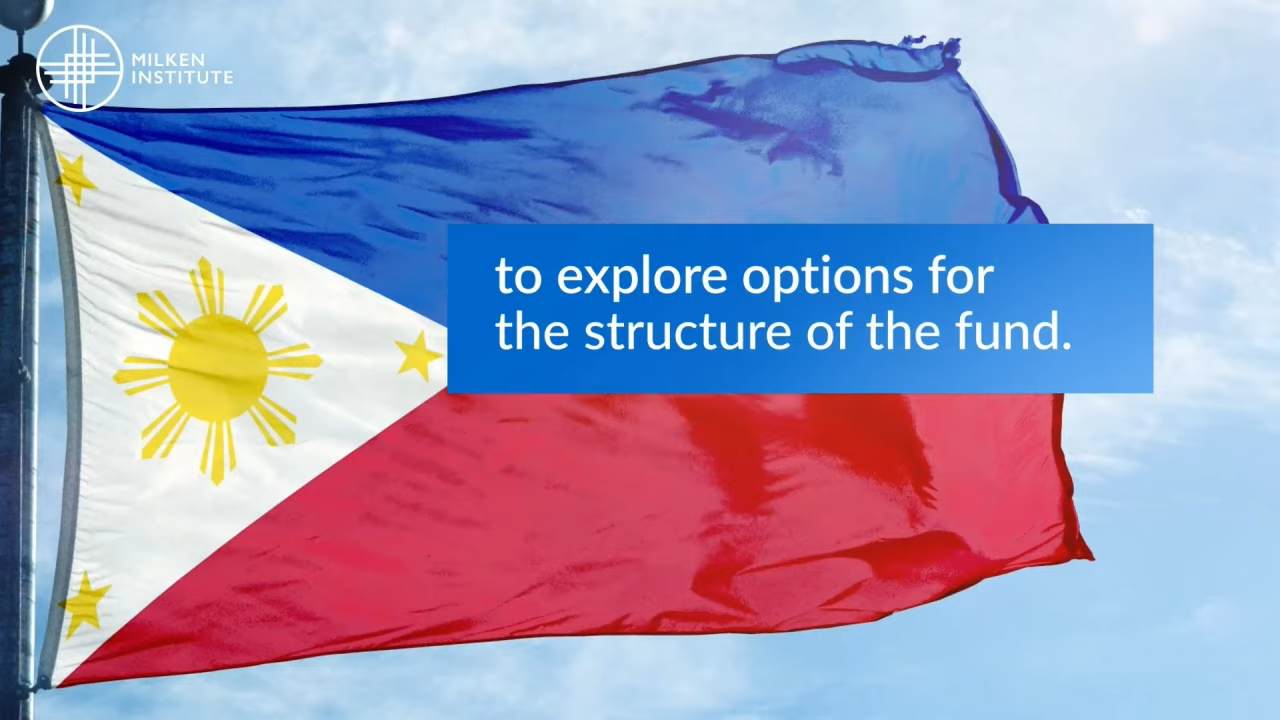 MILKEN
INSTITUTE
to explore options for
the structure of the fund.